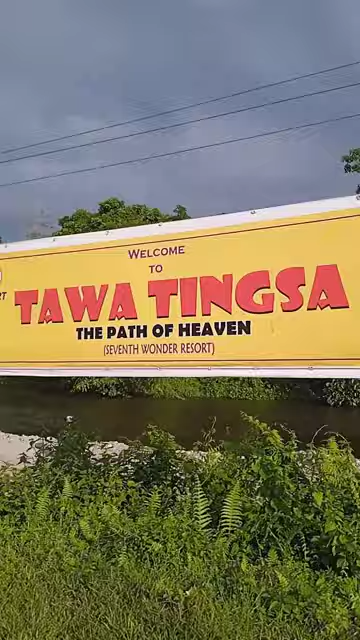 WELCOME
TO
TAWA TINGSA
THE PATH OF HEAVEN
(SEVENTH WONDER RESORT)